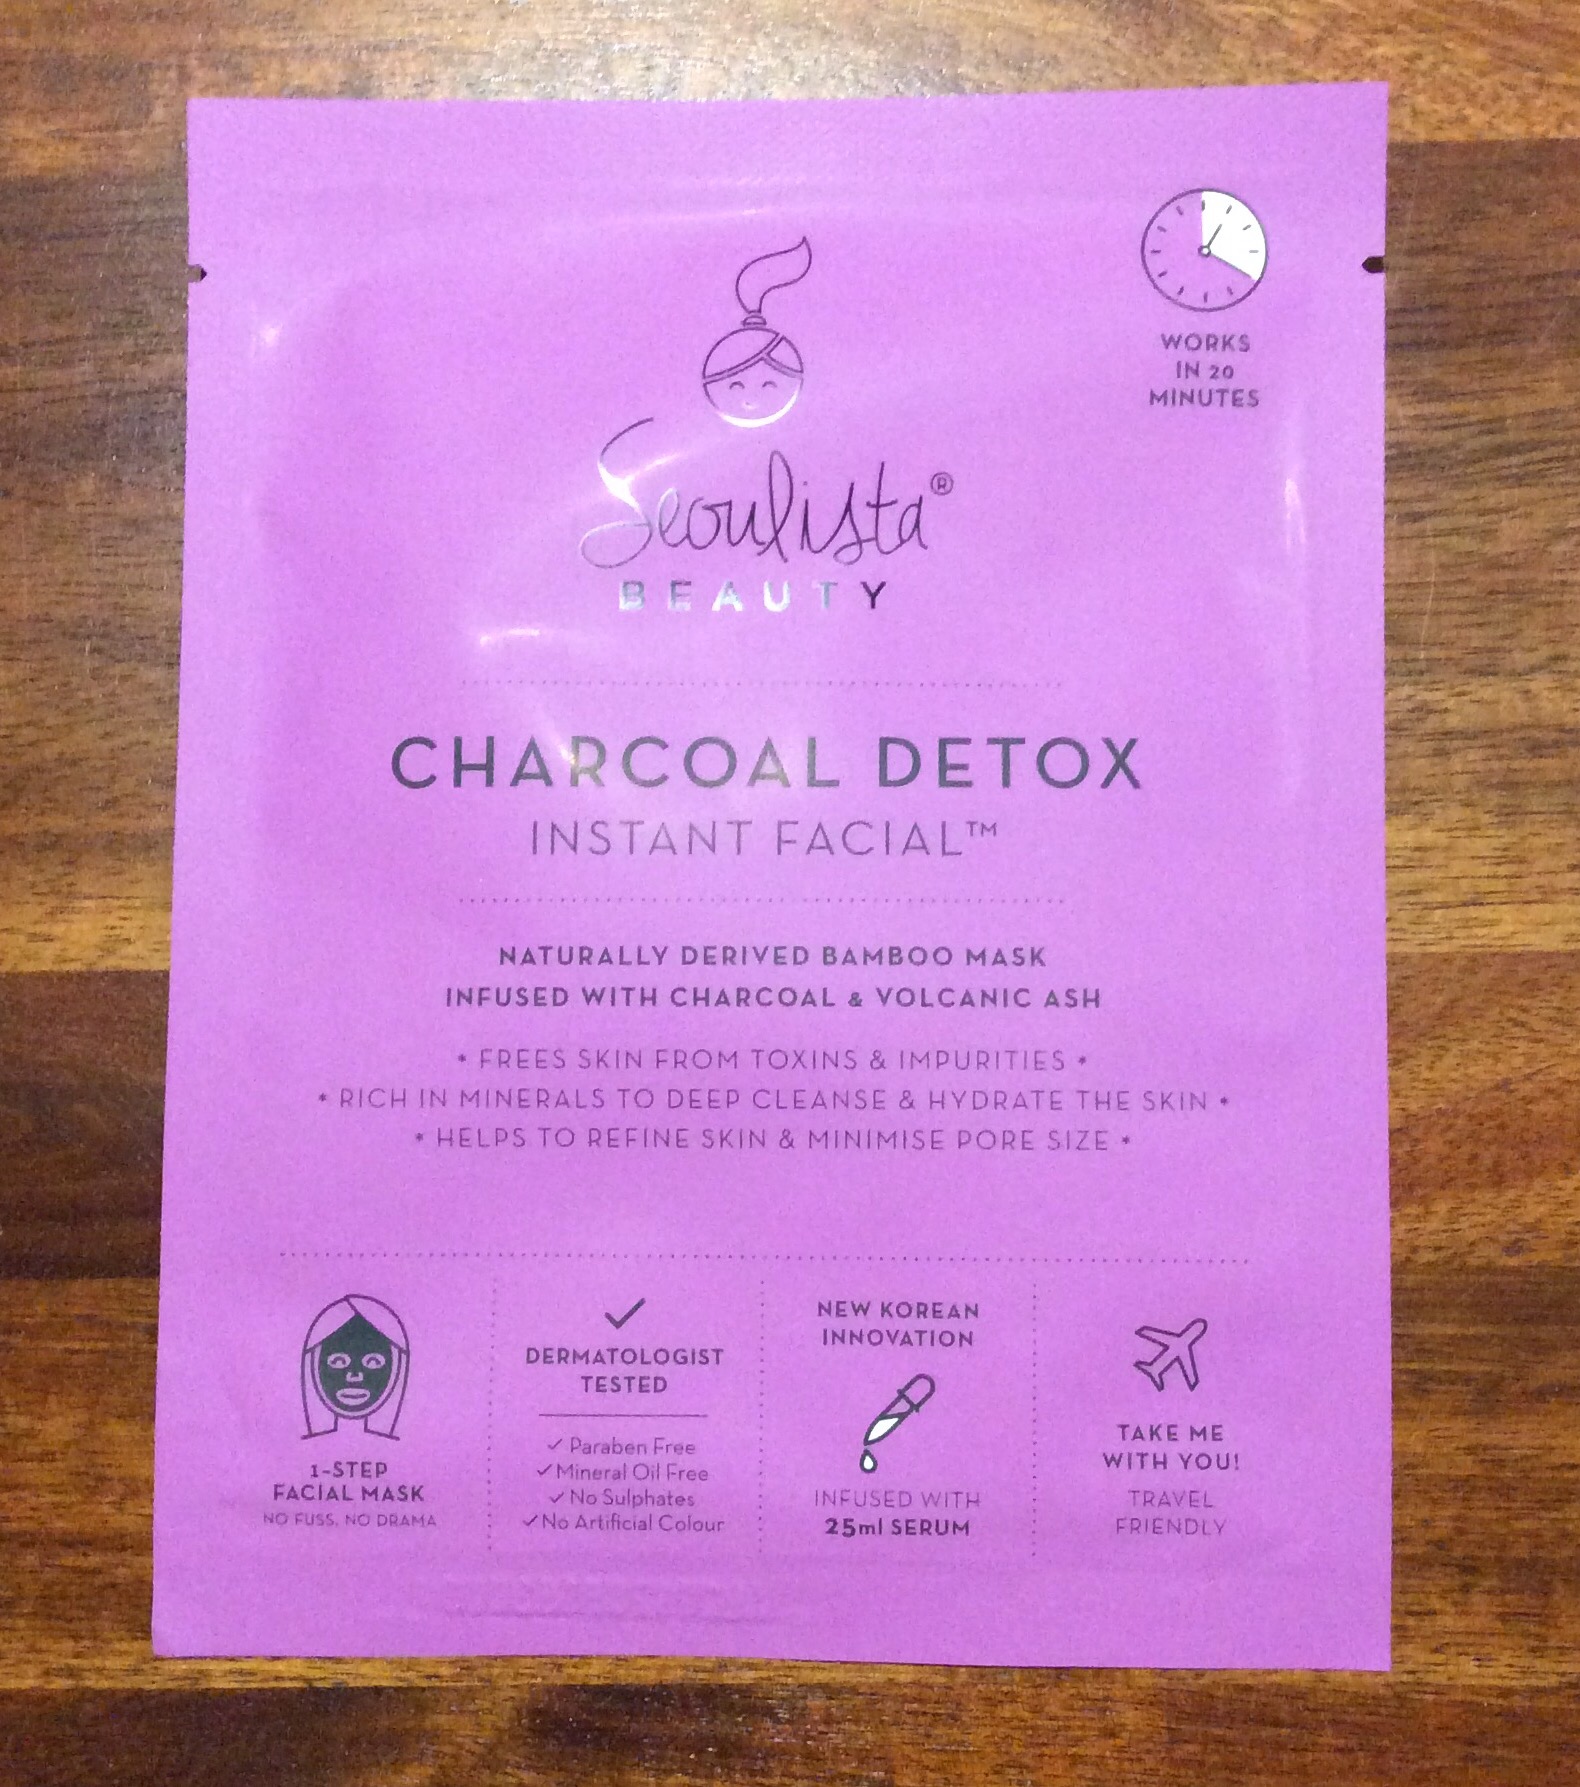 WORKS
IN 20
MINUTES
Seoulista®
BEAUTY
CHARCOAL DETOX
INSTANT FACIAL™
NATURALLY DERIVED BAMBOO MASK
INFUSED WITH CHARCOAL & VOLCANIC ASH
* FREES SKIN FROM TOXINS & IMPURITIES *
* RICH IN MINERALS TO DEEP CLEANSE & HYDRATE THE SKIN *
* HELPS TO REFINE SKIN & MINIMISE PORE SIZE *
1-STEP
FACIAL MASK
NO FUSS, NO DRAMA
✓
DERMATOLOGIST
TESTED
✓ Paraben Free
✓ Mineral Oil Free
✓ No Sulphates
✓ No Artificial Colour
NEW KOREAN
INNOVATION
INFUSED WITH
25ml SERUM
TAKE ME
WITH YOU!
TRAVEL
FRIENDLY